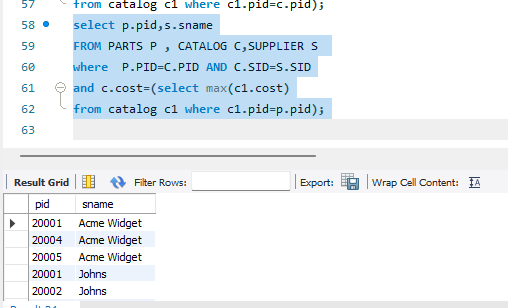 57 from catalog c1 where c1.pid=c.pid);
58 select p.pid,s.sname
59 FROM PARTS P , CATALOG C,SUPPLIER S
60 where P.PID=C.PID AND C.SID=S.SID
61 and c.cost=(select max(c1.cost)
62 from catalog c1 where c1.pid=p.pid);
63
Result Grid Filter Rows: Export: Wrap Cell Content: IA
pid sname
20001 Acme Widget
20004 Acme Widget
20005 Acme Widget
20001 Johns
20002 Johns